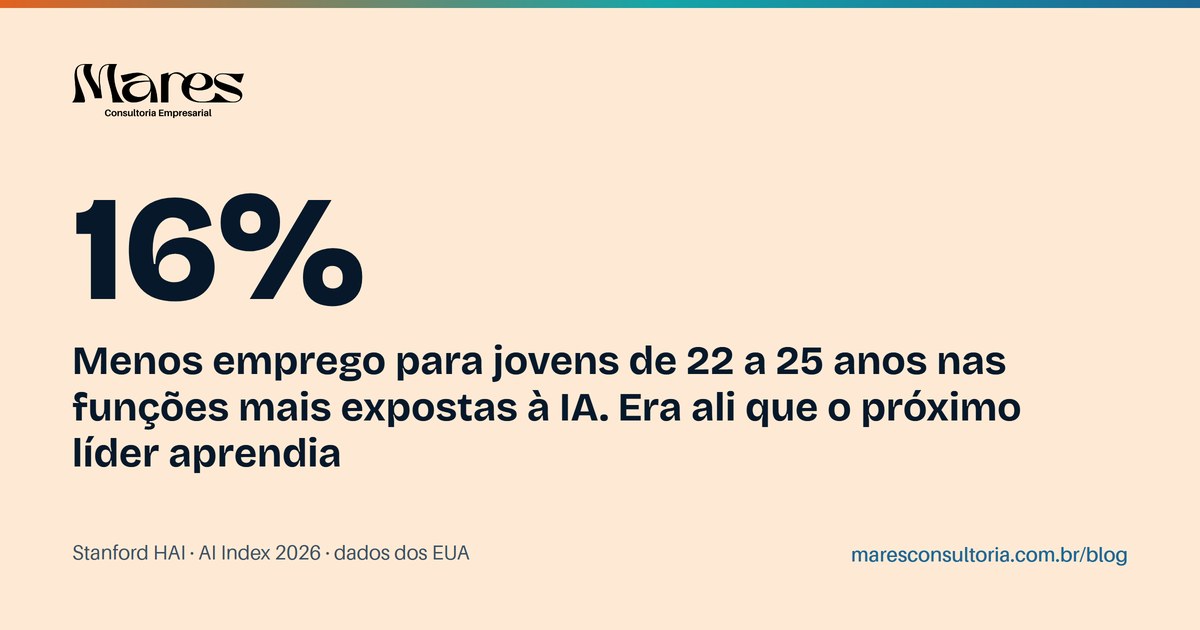 Mares
Consultoria Empresarial
16%
Menos emprego para jovens de 22 a 25 anos nas
funções mais expostas à IA. Era ali que o próximo
líder aprendia
Stanford HAI · AI Index 2026 · dados dos EUA
maresconsultoria.com.br/blog